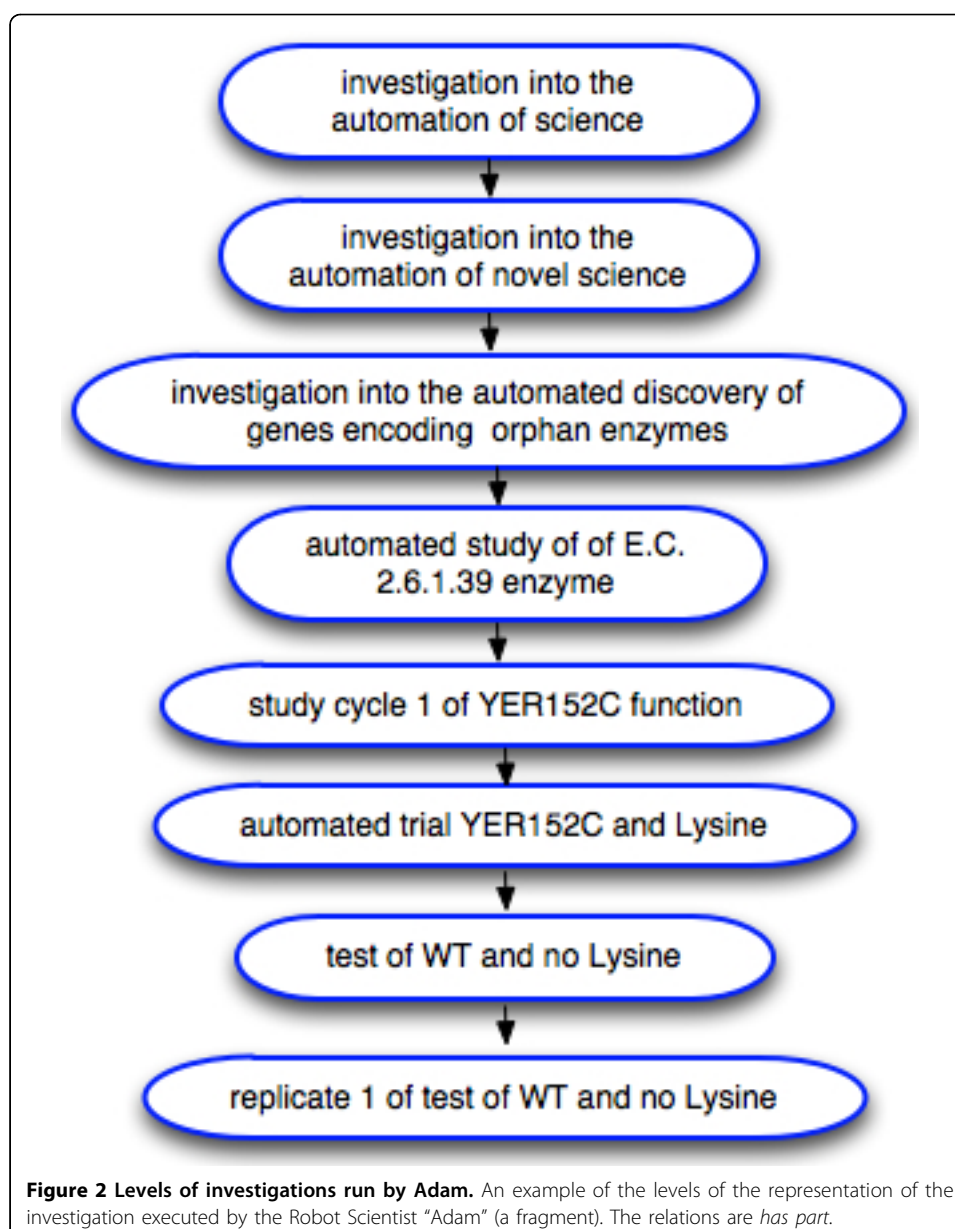 investigation into the
automation of science
investigation into the
automation of novel science
investigation into the automated discovery of
genes encoding orphan enzymes
automated study of of E.C.
2.6.1.39 enzyme
study cycle 1 of YER152C function
automated trial YER152C and Lysine
test of WT and no Lysine
replicate 1 of test of WT and no Lysine
Figure 2 Levels of investigations run by Adam. An example of the levels of the representation of the
investigation executed by the Robot Scientist “Adam” (a fragment). The relations are has part.